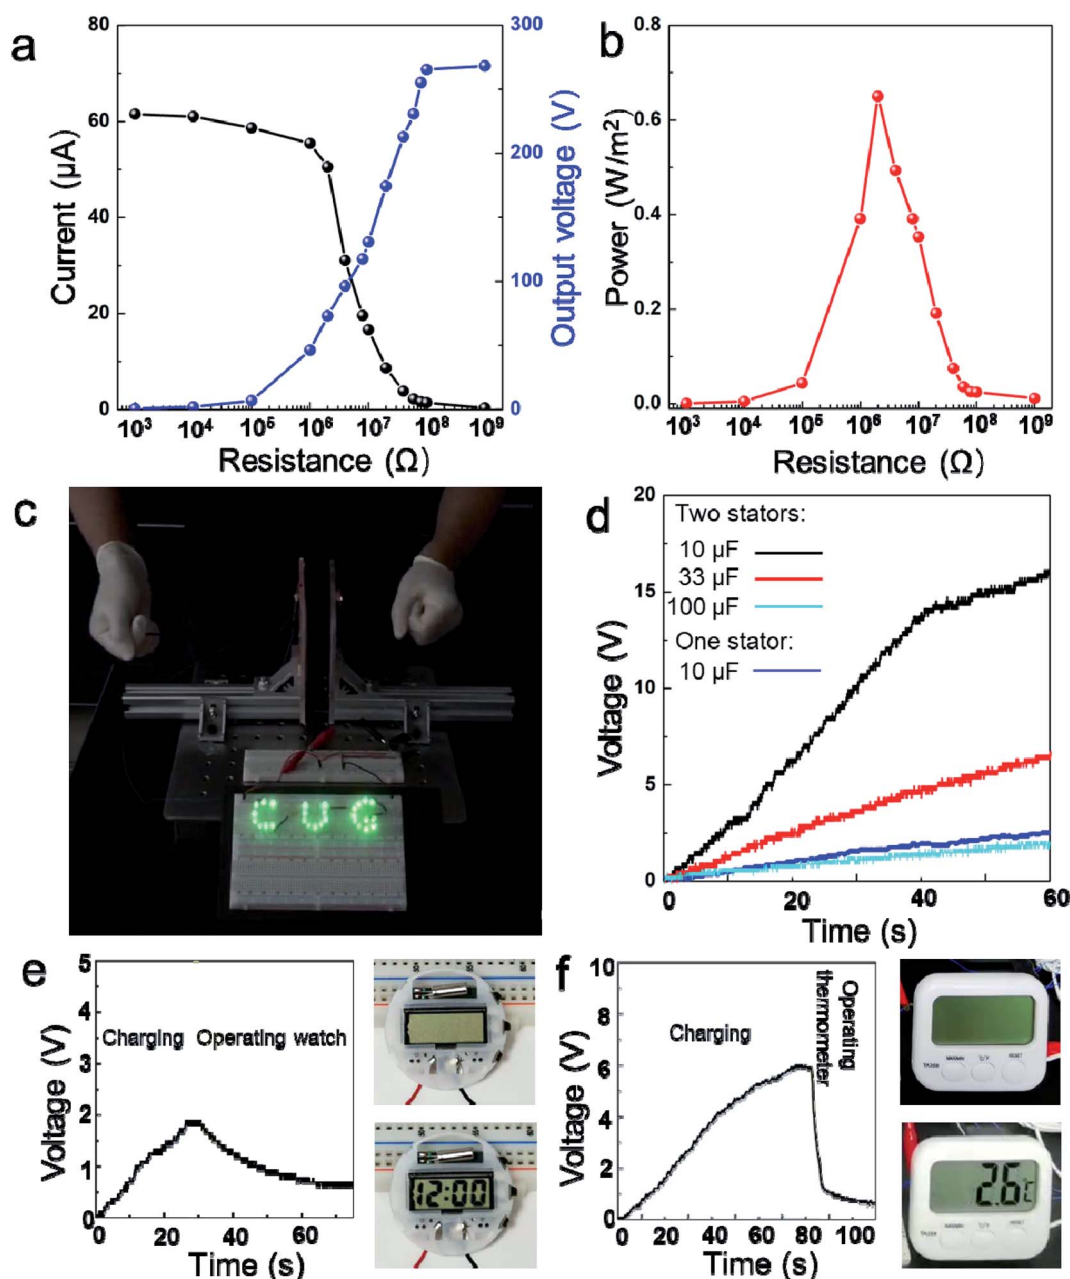 a
80
60
40
20
0
Current (µA)
300
200
100
0
Output voltage (V)
10³ 10⁴ 10⁵ 10⁶ 10⁷ 10⁸ 10⁹
Resistance (Ω)
b
0.8
0.6
0.4
0.2
0.0
Power (W/m²)
10³ 10⁴ 10⁵ 10⁶ 10⁷ 10⁸ 10⁹
Resistance (Ω)
c
CUG
d
20
15
10
5
0
Voltage (V)
Two stators:
10 µF
33 µF
100 µF
One stator:
10 µF
0 20 40 60
Time (s)
e
5
4
3
2
1
0
Voltage (V)
Charging Operating watch
0 20 40 60
Time (s)
12:00
f
10
8
6
4
2
0
Voltage (V)
Charging
Operating
thermometer
0 20 40 60 80 100
Time (s)
2.6℃